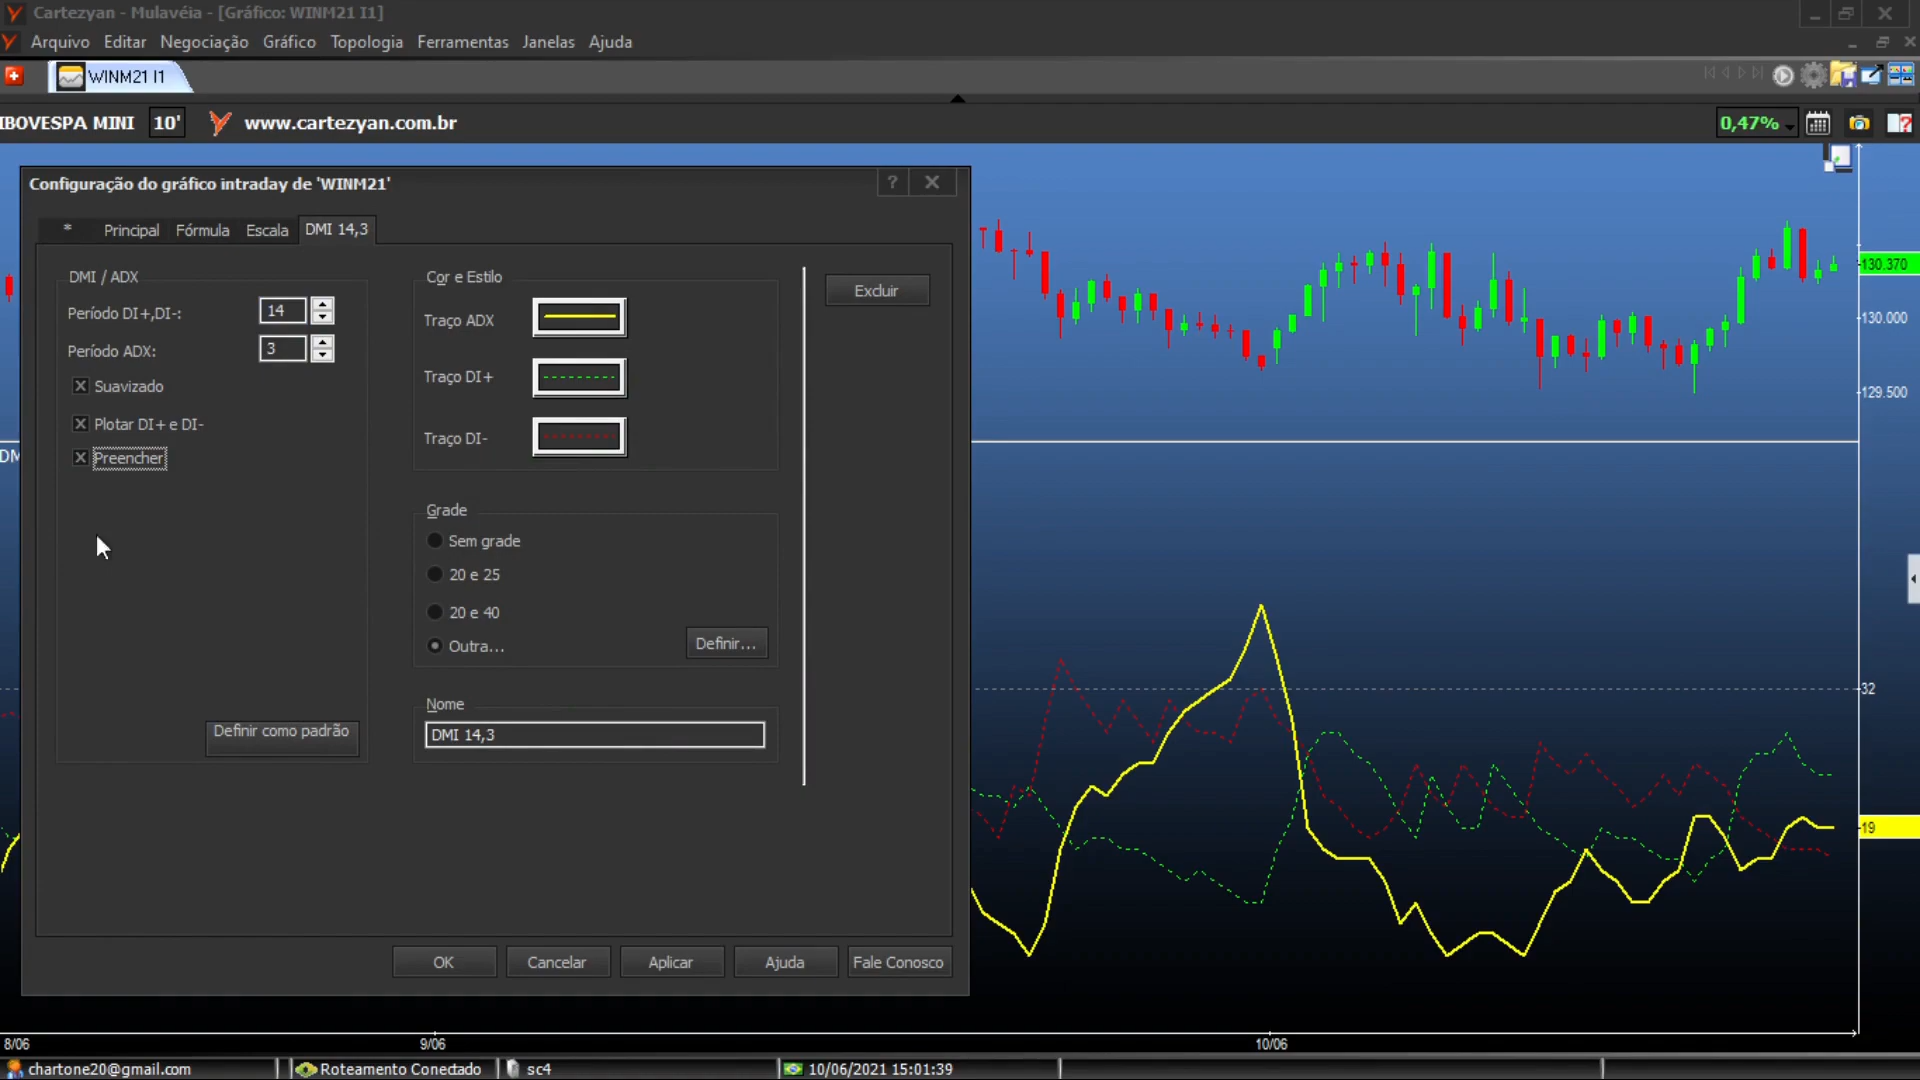 Cartezyan - Mulavéia - [Gráfico: WINM21 I1]
Arquivo Editar Negociação Gráfico Topologia Ferramentas Janelas Ajuda
WINM21 I1
IBOVESPA MINI 10' www.cartezyan.com.br 0,47%
Configuração do gráfico intraday de 'WINM21' ?
* Principal Fórmula Escala DMI 14,3
DMI / ADX
Período DI+,DI-: 14
Período ADX: 3
Suavizado
Plotar DI+ e DI-
Preencher
Definir como padrão
Cor e Estilo
Traço ADX
Traço DI+
Traço DI-
Grade
Sem grade
20 e 25
20 e 40
Outra...
Definir...
Nome
DMI 14,3
Excluir
OK Cancelar Aplicar Ajuda Fale Conosco
130.370
130.000
129.500
DM
32
19
8/06 9/06 10/06
chartone20@gmail.com Roteamento Conectado sc4 10/06/2021 15:01:39